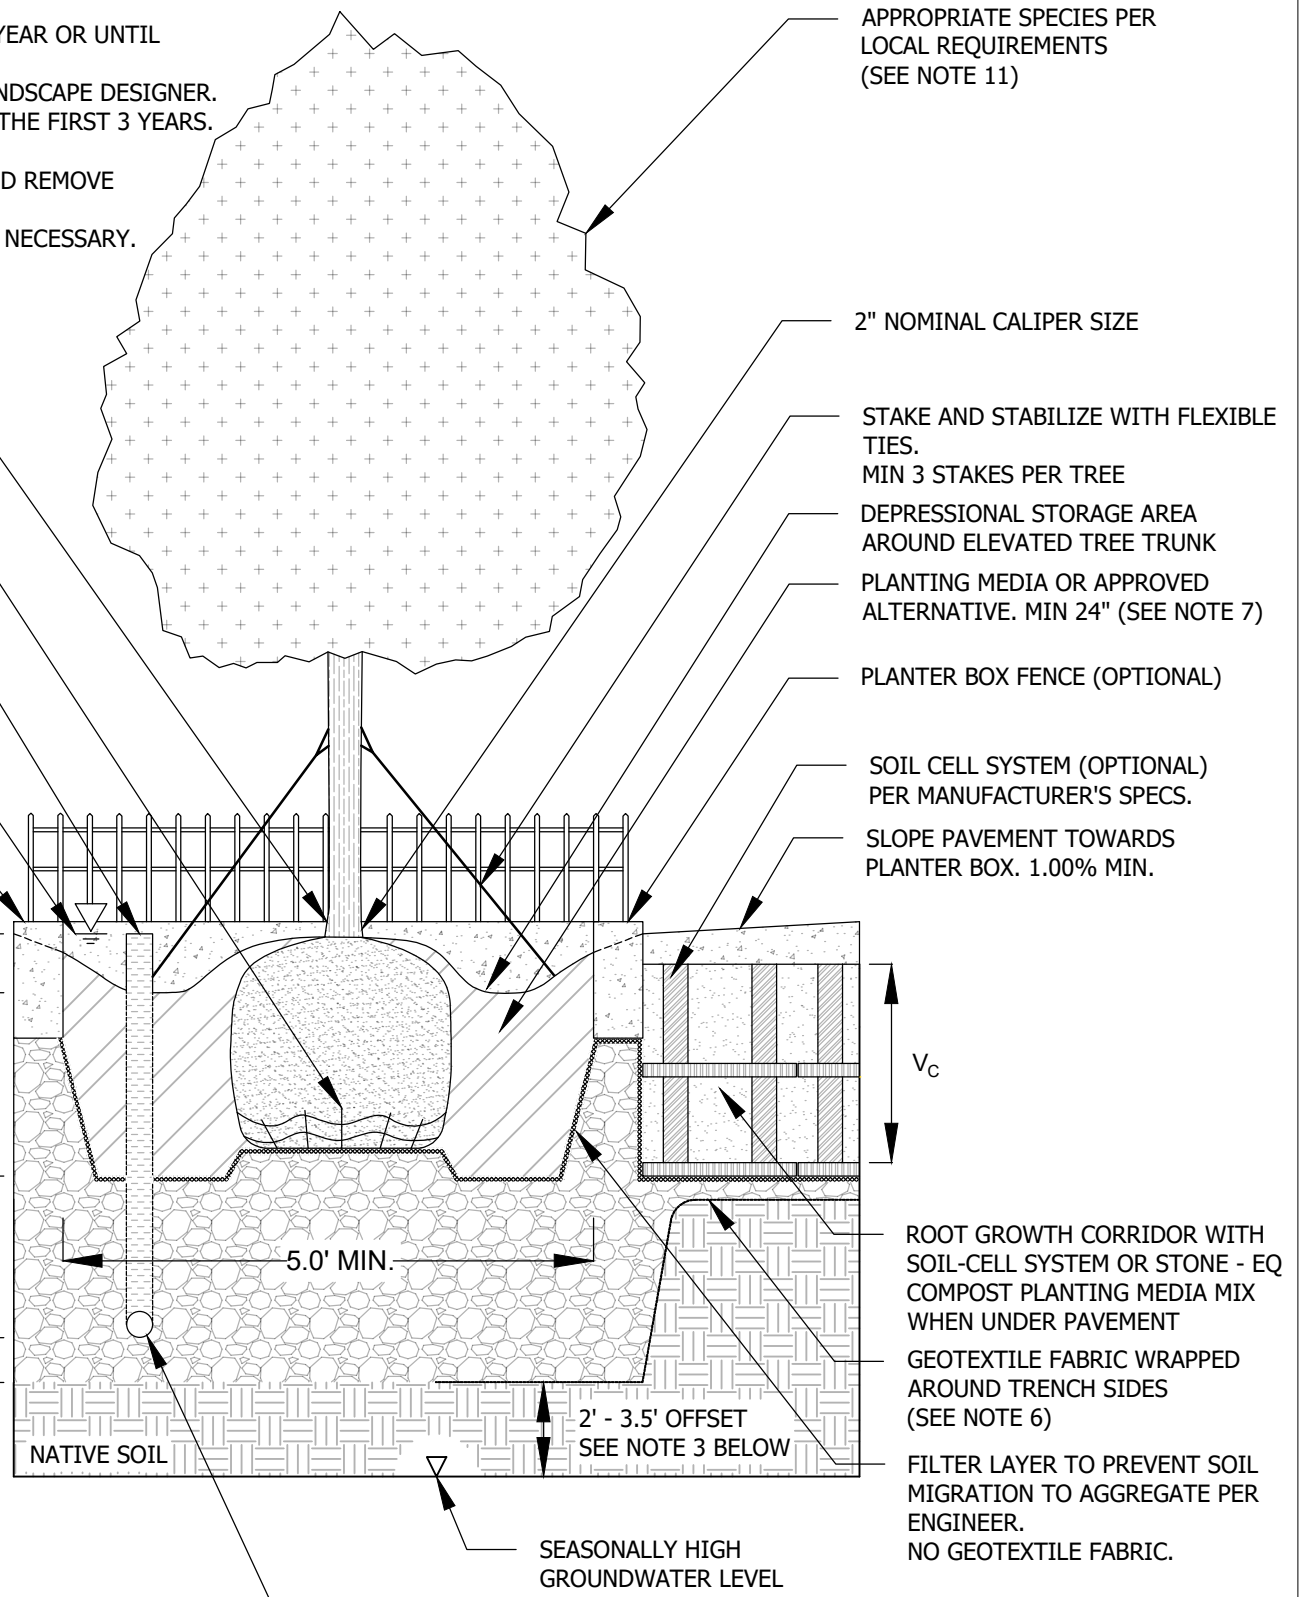 YEAR OR UNTIL
NDSCAPE DESIGNER.
THE FIRST 3 YEARS.
D REMOVE
NECESSARY.
APPROPRIATE SPECIES PER
LOCAL REQUIREMENTS
(SEE NOTE 11)
2" NOMINAL CALIPER SIZE
STAKE AND STABILIZE WITH FLEXIBLE
TIES.
MIN 3 STAKES PER TREE
DEPRESSIONAL STORAGE AREA
AROUND ELEVATED TREE TRUNK
PLANTING MEDIA OR APPROVED
ALTERNATIVE. MIN 24" (SEE NOTE 7)
PLANTER BOX FENCE (OPTIONAL)
SOIL CELL SYSTEM (OPTIONAL)
PER MANUFACTURER'S SPECS.
SLOPE PAVEMENT TOWARDS
PLANTER BOX. 1.00% MIN.
VC
ROOT GROWTH CORRIDOR WITH
SOIL-CELL SYSTEM OR STONE - EQ
COMPOST PLANTING MEDIA MIX
WHEN UNDER PAVEMENT
5.0' MIN.
GEOTEXTILE FABRIC WRAPPED
AROUND TRENCH SIDES
(SEE NOTE 6)
2' - 3.5' OFFSET
SEE NOTE 3 BELOW
NATIVE SOIL
FILTER LAYER TO PREVENT SOIL
MIGRATION TO AGGREGATE PER
ENGINEER.
NO GEOTEXTILE FABRIC.
SEASONALLY HIGH
GROUNDWATER LEVEL